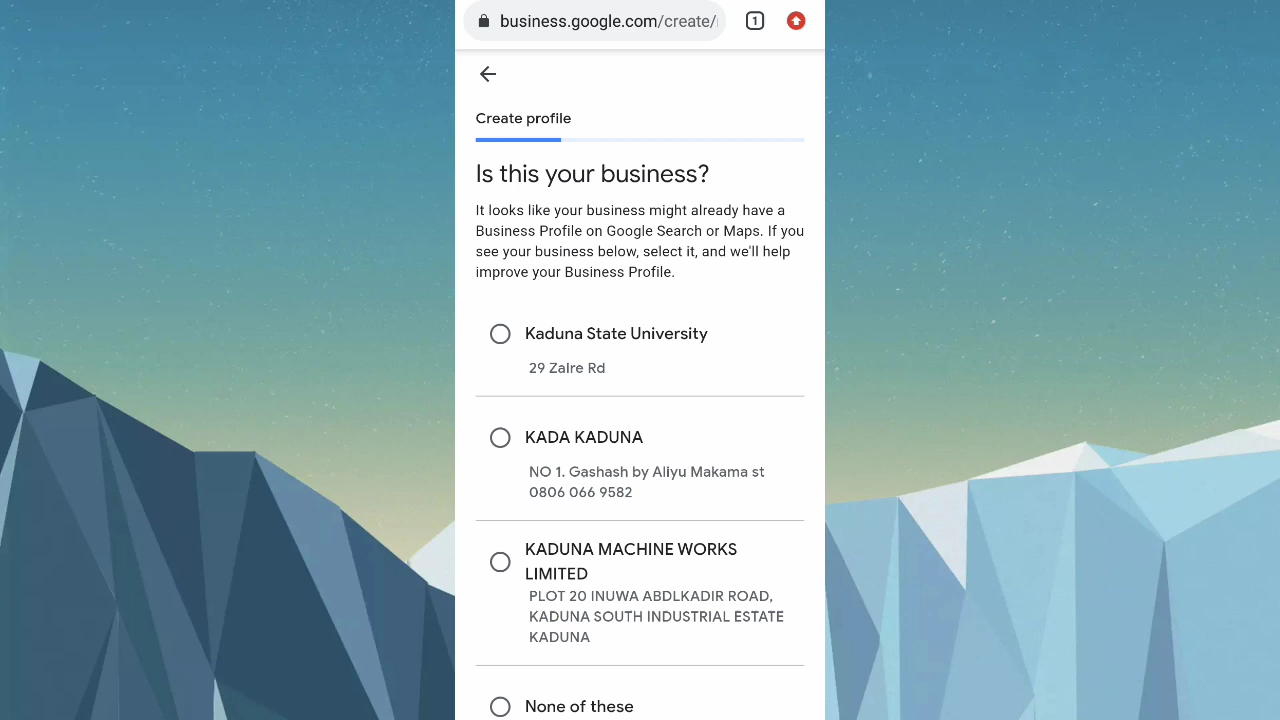 business.google.com/create/
1
Create profile
Is this your business?
It looks like your business might already have a
Business Profile on Google Search or Maps. If you
see your business below, select it, and we'll help
improve your Business Profile.
Kaduna State University
29 ZaIre Rd
KADA KADUNA
NO 1. Gashash by Aliyu Makama st
0806 066 9582
KADUNA MACHINE WORKS
LIMITED
PLOT 20 INUWA ABDLKADIR ROAD,
KADUNA SOUTH INDUSTRIAL ESTATE
KADUNA
None of these